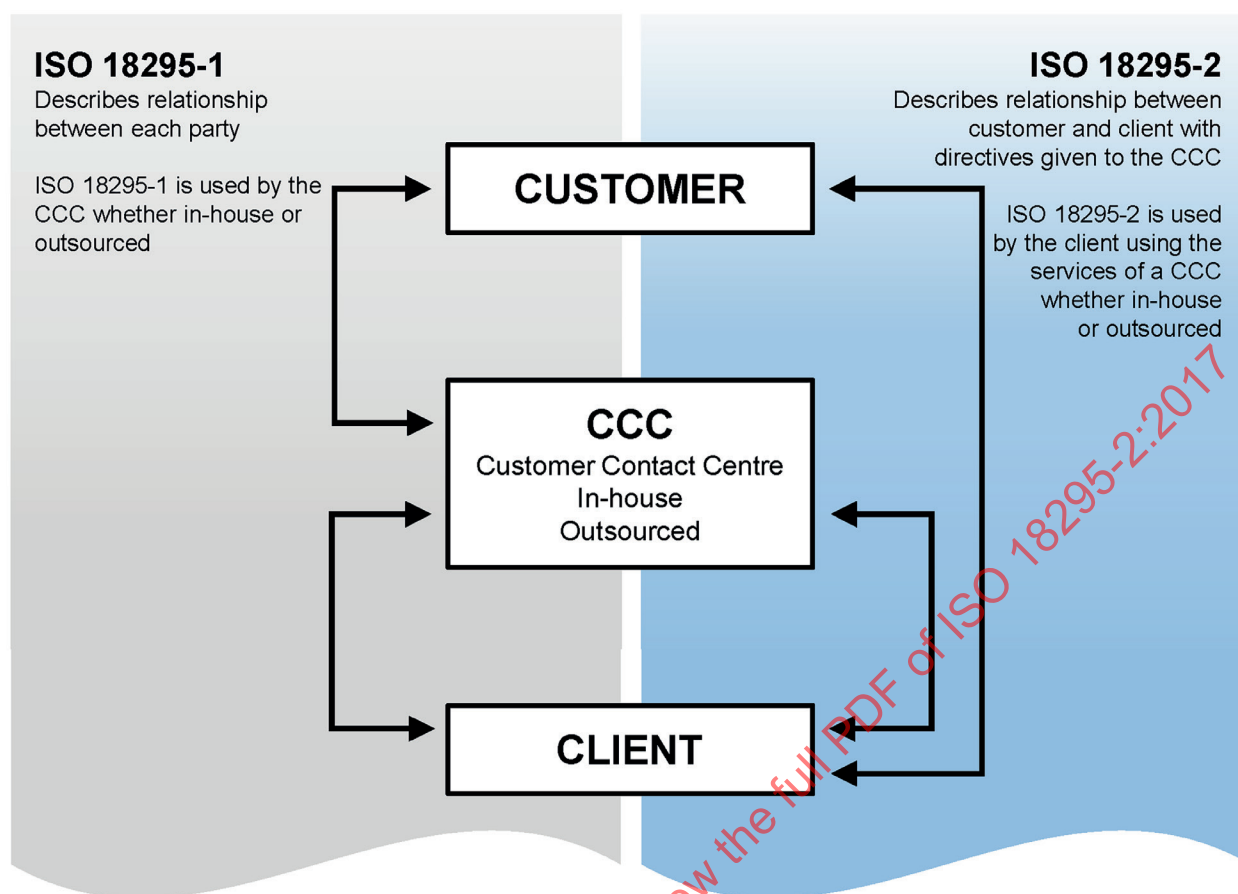 ISO 18295-1
Describes relationship
between each party
ISO 18295-1 is used by the
CCC whether in-house or
outsourced
ISO 18295-2
Describes relationship between
customer and client with
directives given to the CCC
ISO 18295-2 is used
by the client using the
services of a CCC
whether in-house
or outsourced
CUSTOMER
CCC
Customer Contact Centre
In-house
Outsourced
CLIENT
the full PDF of ISO 18295-2:2017